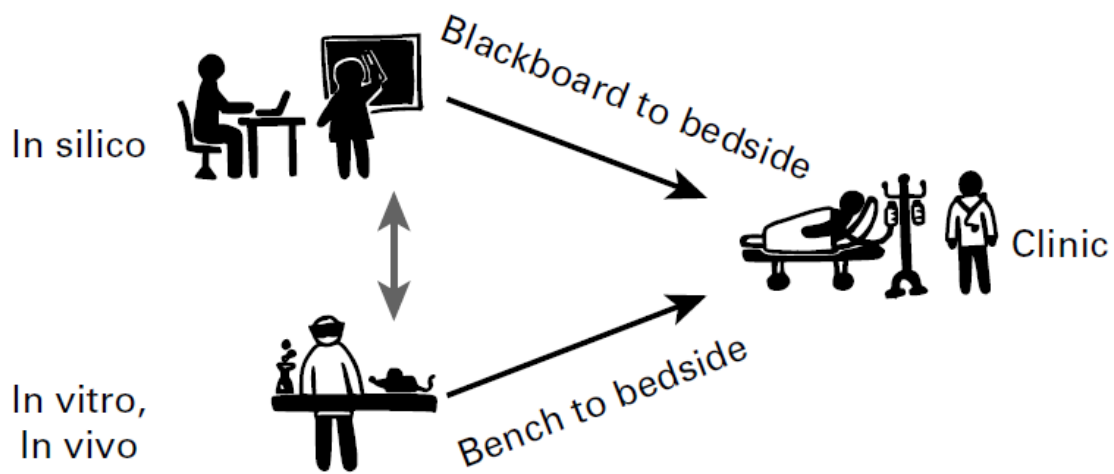 Blackboard to bedside
In silico
Clinic
In vitro,
In vivo
Bench to bedside